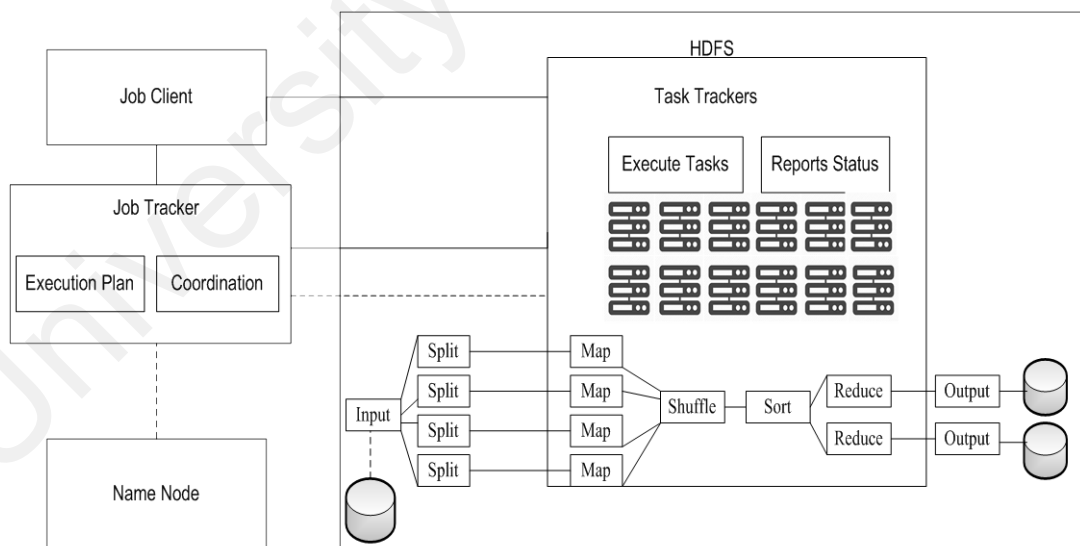 University
HDFS
Job Client
Task Trackers
Execute Tasks
Reports Status
Job Tracker
Execution Plan
Coordination
Split
Map
Split
Map
Reduce
Output
Input
Shuffle
Sort
Split
Map
Reduce
Output
Split
Map
Name Node